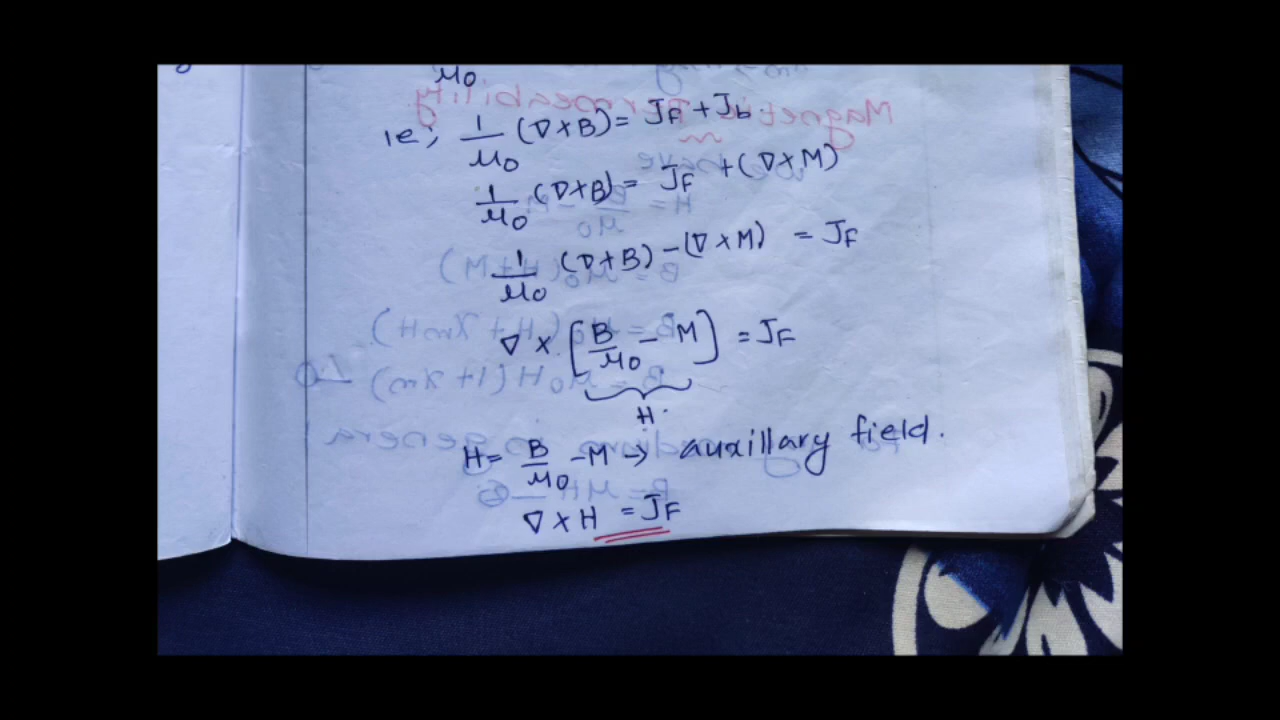 μ0
ie; 1/μ0 (∇×B) = JF + Jb.
1/μ0 (∇×B) = JF + (∇×M)
1/μ0 (∇×B) − (∇×M) = JF
∇ × [B/μ0 − M] = JF
H.
H = B/μ0 − M → auxillary field.
∇ × H = JF